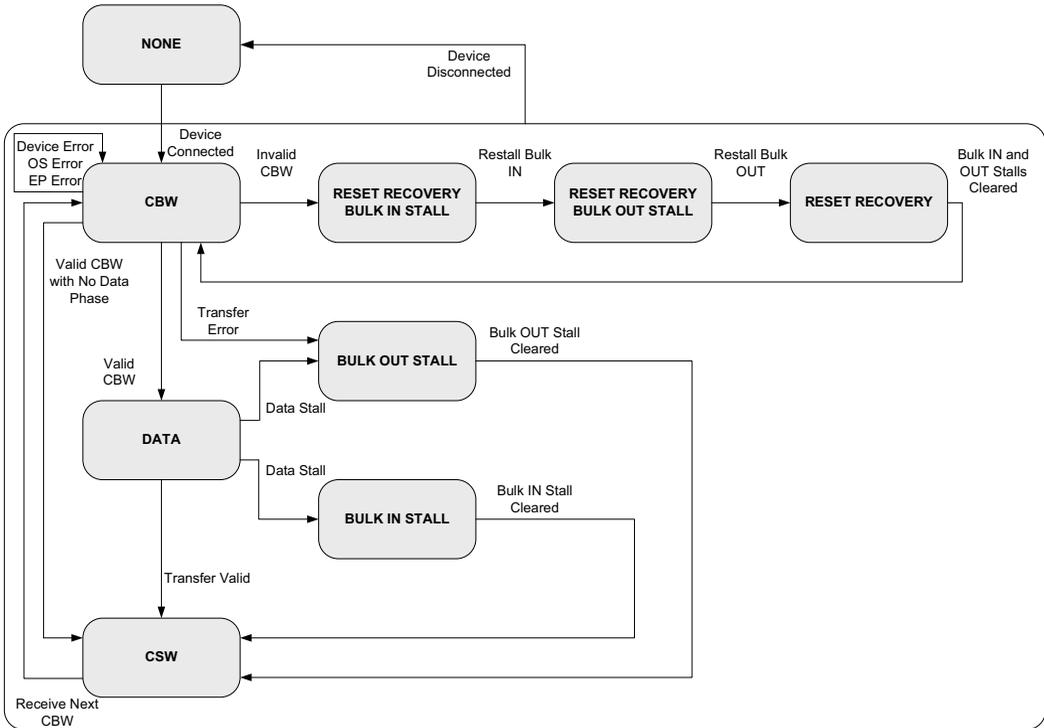 NONE
Device
Disconnected
Device
Connected
Device Error
OS Error
EP Error
CBW
Invalid
CBW
RESET RECOVERY
BULK IN STALL
Restall Bulk
IN
RESET RECOVERY
BULK OUT STALL
Restall Bulk
OUT
RESET RECOVERY
Bulk IN and
OUT Stalls
Cleared
Valid CBW
with No Data
Phase
Transfer
Error
BULK OUT STALL
Bulk OUT Stall
Cleared
Valid
CBW
Data Stall
DATA
Data Stall
BULK IN STALL
Bulk IN Stall
Cleared
Transfer Valid
CSW
Receive Next
CBW